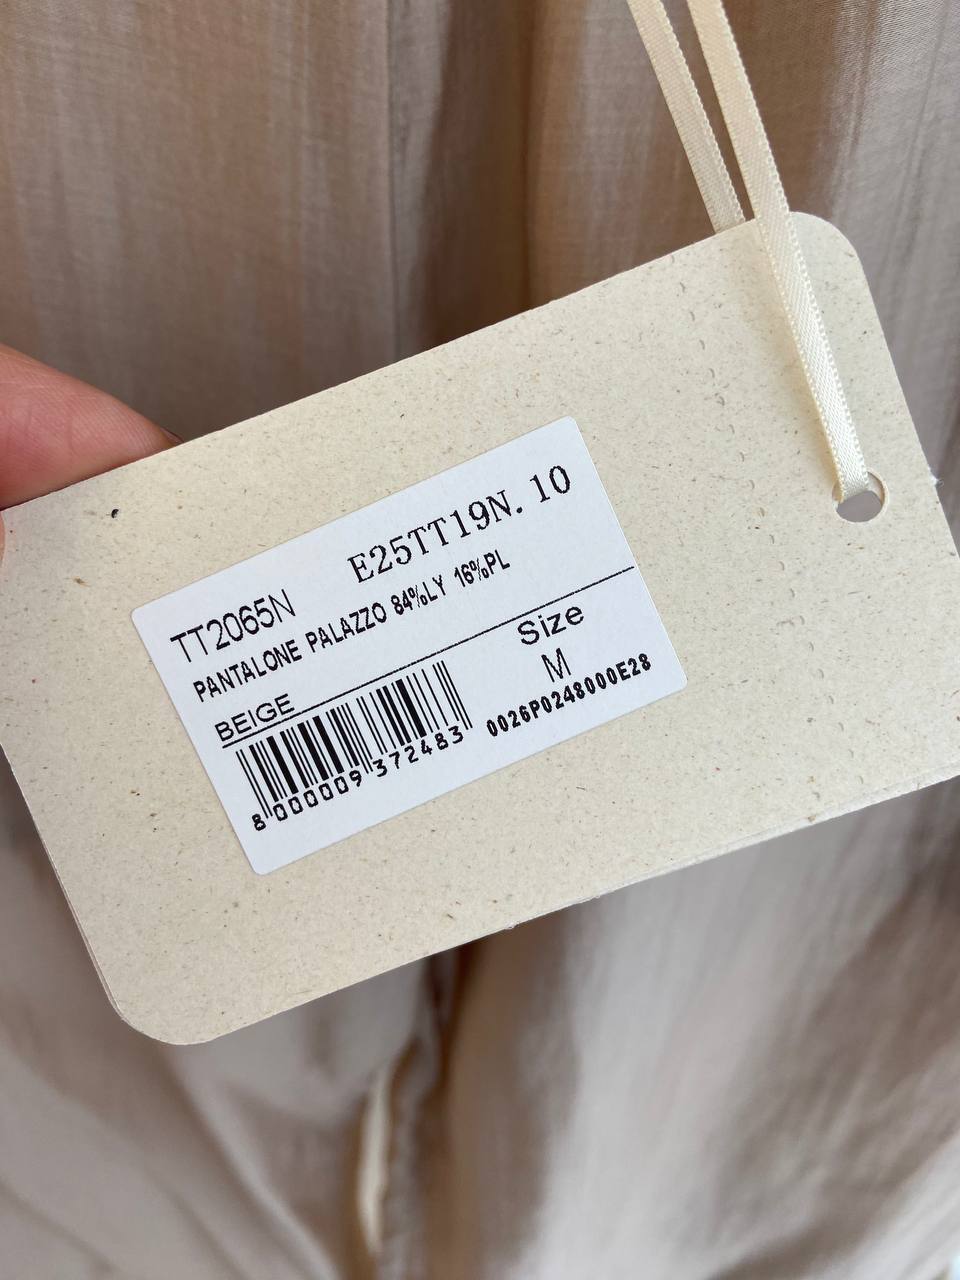 E25TT19N. 10
TT2065N
PANTALONE PALAZZO 84%LY 16%PL
BEIGE
Size
M
0026P0248000E28
8 000009 372483